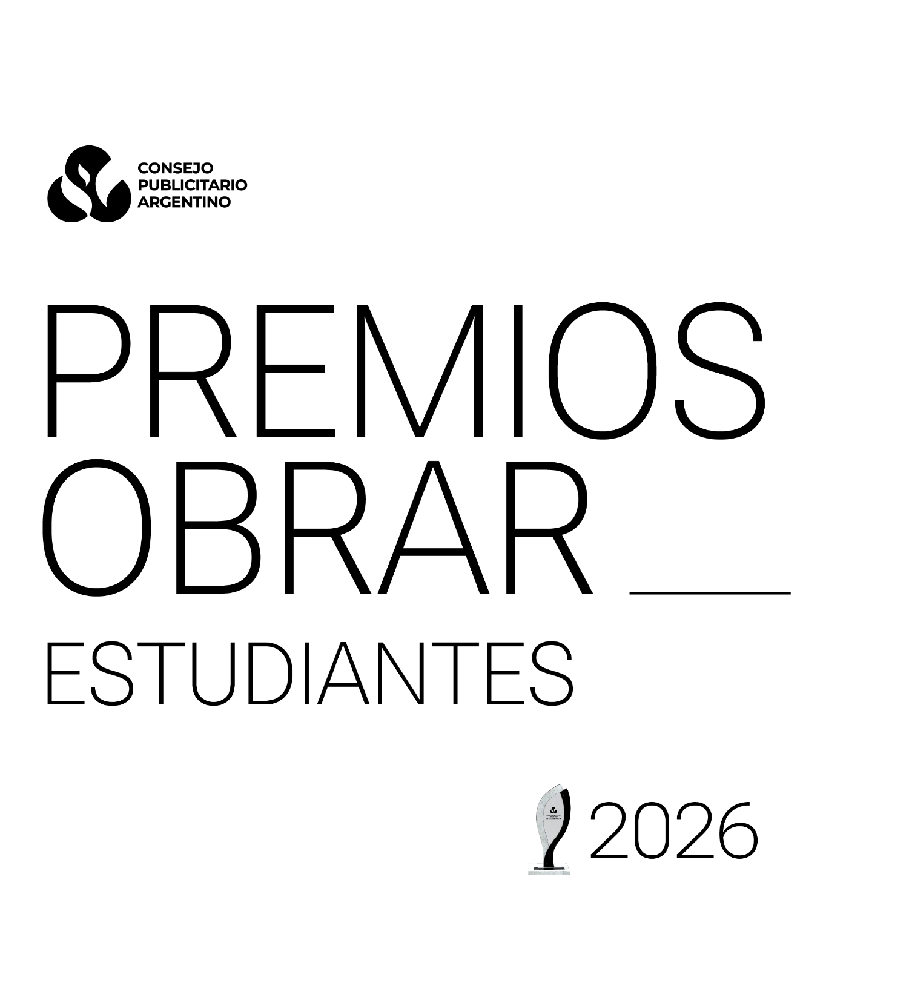 CONSEJO
PUBLICITARIO
ARGENTINO
PREMIOS
OBRAR
ESTUDIANTES
2026